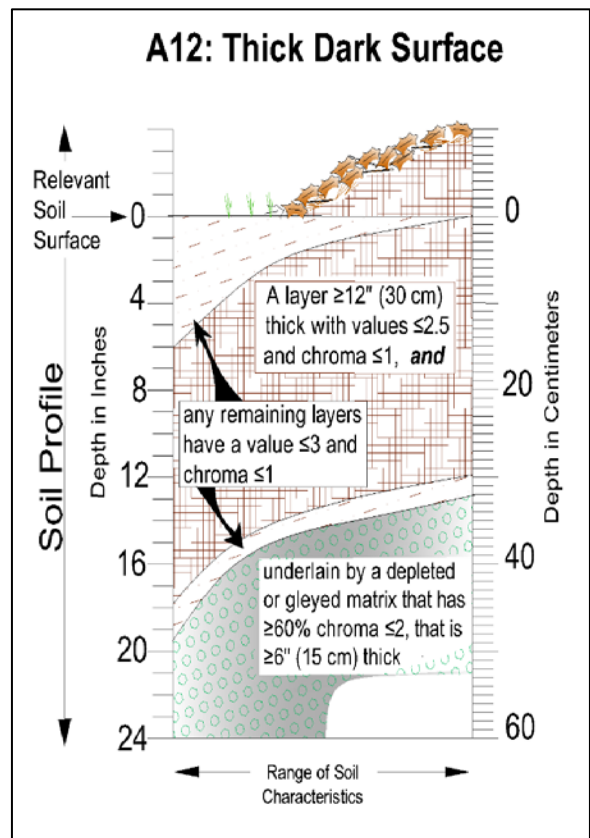 A12: Thick Dark Surface
Relevant
Soil
Surface
0
4
8
12
16
20
24
Soil Profile
Depth in Inches
A layer ≥12" (30 cm)
thick with values ≤2.5
and chroma ≤1, and
any remaining layers
have a value ≤3 and
chroma ≤1
underlain by a depleted
or gleyed matrix that has
≥60% chroma ≤2, that is
≥6" (15 cm) thick
0
20
40
60
Depth in Centimeters
Range of Soil
Characteristics